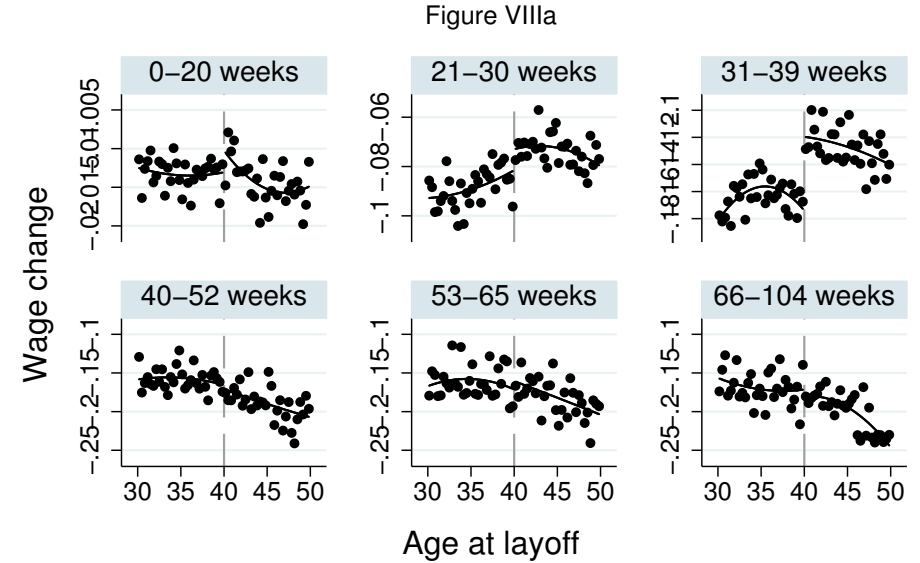 Figure VIIIa
0−20 weeks
21−30 weeks
31−39 weeks
Wage change
−.1
−.08
−.06
40−52 weeks
53−65 weeks
66−104 weeks
−.25
−.2
−.15
−.1
−.25
−.2
−.15
−.1
−.25
−.2
−.15
−.1
30 35 40 45 50
30 35 40 45 50
30 35 40 45 50
Age at layoff